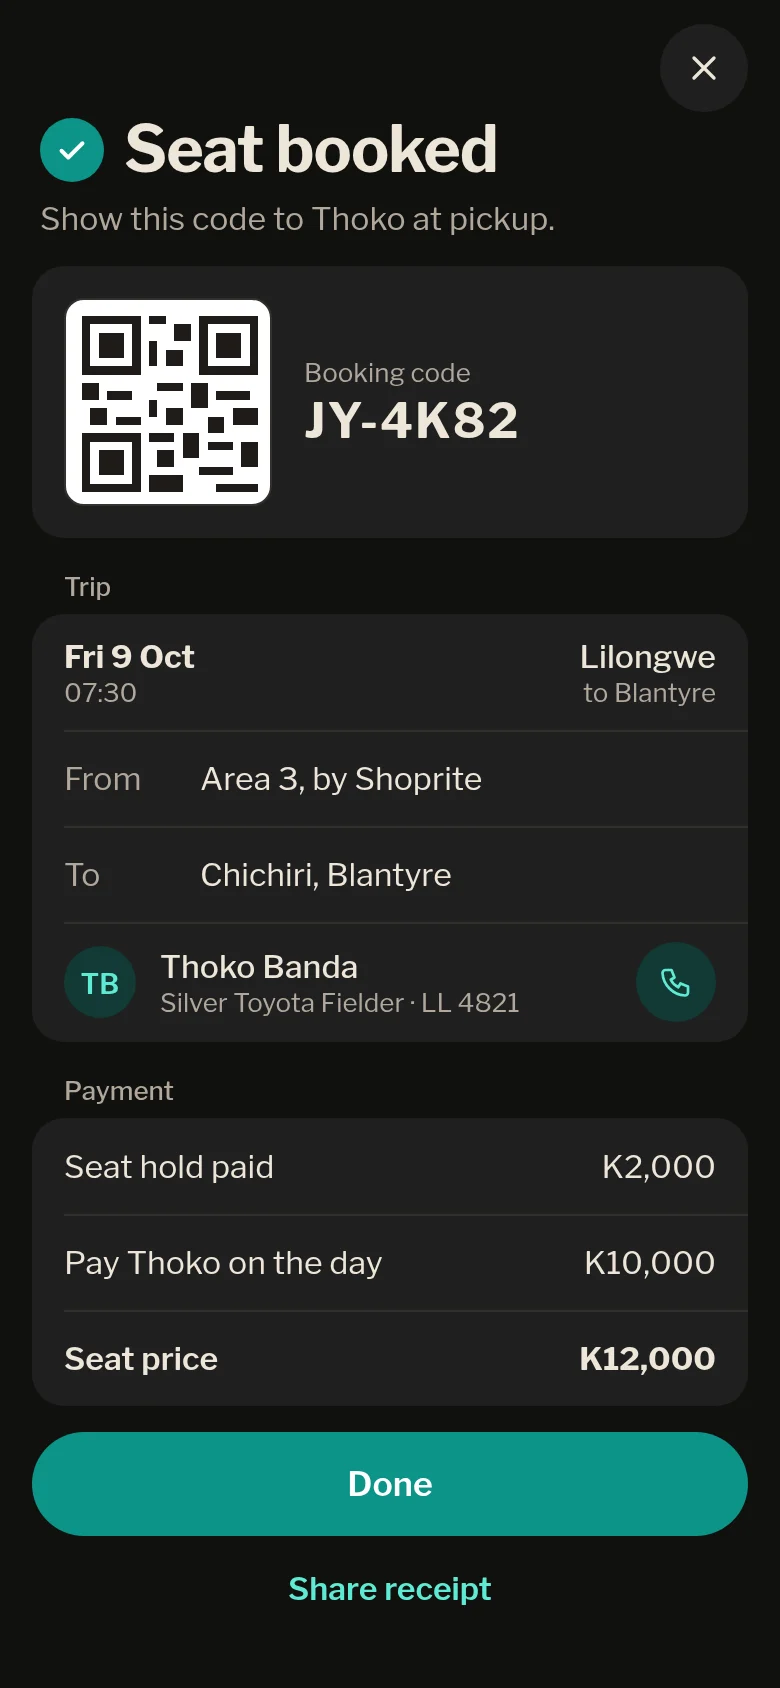 Seat booked
Show this code to Thoko at pickup.
Booking code
JY-4K82
Trip
Fri 9 Oct
Lilongwe
07:30
to Blantyre
From Area 3, by Shoprite
To Chichiri, Blantyre
TB
Thoko Banda
Silver Toyota Fielder · LL 4821
Payment
Seat hold paid K2,000
Pay Thoko on the day K10,000
Seat price K12,000
Done
Share receipt